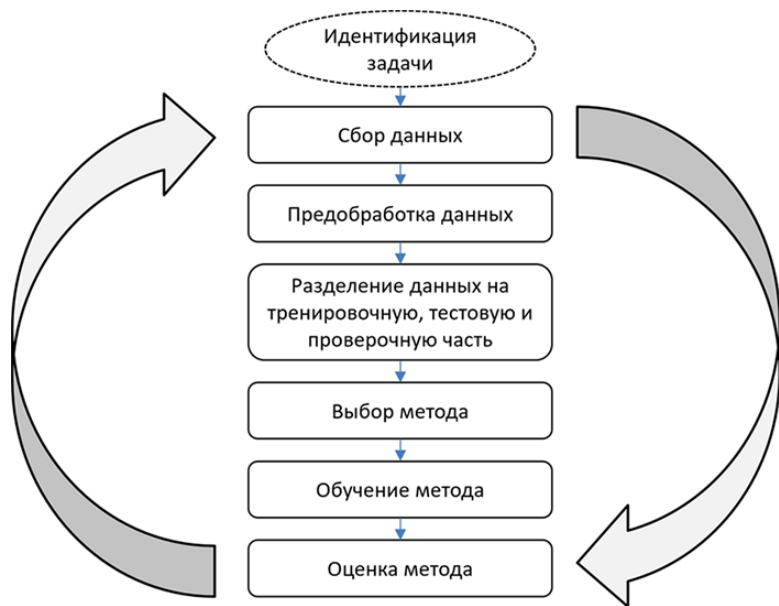 Идентификация
задачи
Сбор данных
Предобработка данных
Разделение данных на
тренировочную, тестовую и
проверочную часть
Выбор метода
Обучение метода
Оценка метода